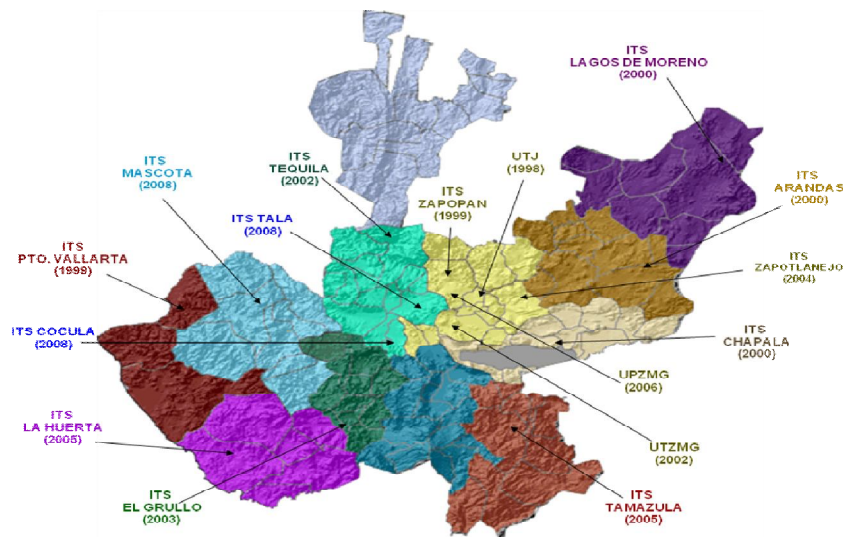 ITS
LAGOS DE MORENO
(2000)
ITS
MASCOTA
(2008)
ITS
TEQUILA
(2002)
ITS
ZAPOPAN
(1999)
UTJ
(1998)
ITS
ARANDAS
(2000)
ITS TALA
(2008)
ITS
PTO. VALLARTA
(1999)
ITS
ZAPOTLANEJO
(2004)
ITS COCULA
(2008)
ITS
CHAPALA
(2000)
UPZMG
(2006)
ITS
LA HUERTA
(2005)
UTZMG
(2002)
ITS
EL GRULLO
(2003)
ITS
TAMAZULA
(2005)